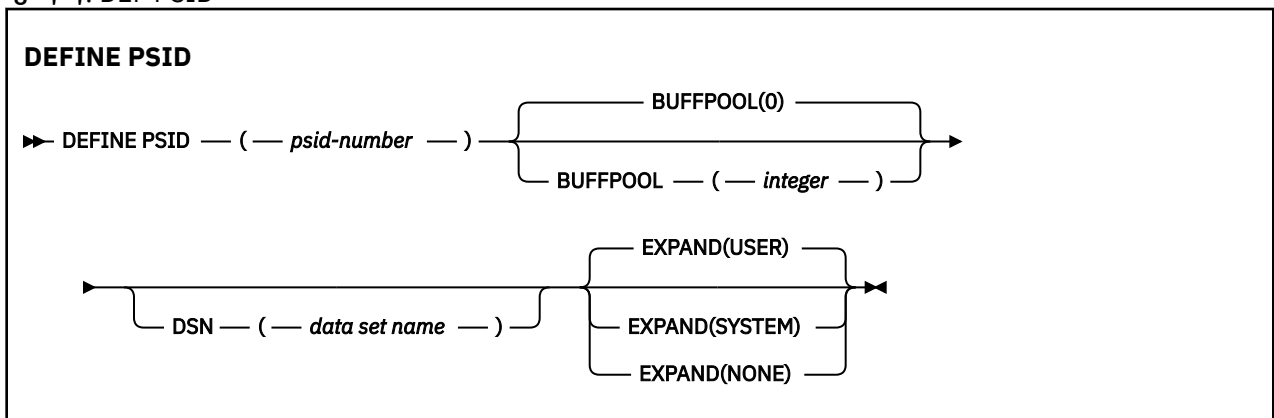 DEFINE PSID
BUFFPOOL(0)
DEFINE PSID ( psid-number )
BUFFPOOL ( integer )
EXPAND(USER)
DSN ( data set name ) EXPAND(SYSTEM)
EXPAND(NONE)